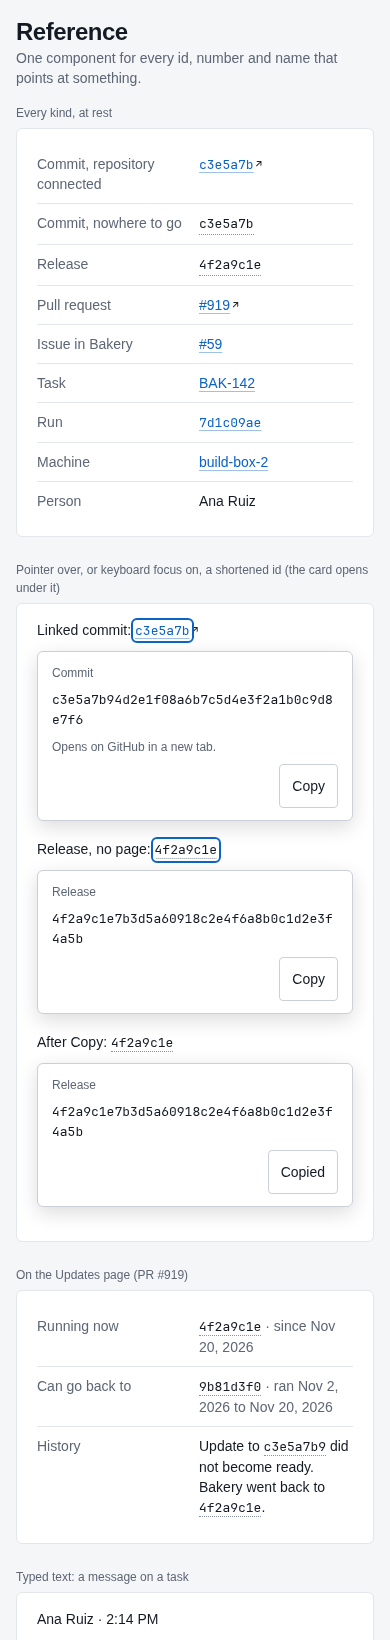 Reference
One component for every id, number and name that
points at something.
Every kind, at rest
Commit, repository
connected
c3e5a7b↗
Commit, nowhere to go
c3e5a7b
Release
4f2a9c1e
Pull request
#919↗
Issue in Bakery
#59
Task
BAK-142
Run
7d1c09ae
Machine
build-box-2
Person
Ana Ruiz
Pointer over, or keyboard focus on, a shortened id (the card opens
under it)
Linked commit: c3e5a7b↗
Commit
c3e5a7b94d2e1f08a6b7c5d4e3f2a1b0c9d8
e7f6
Opens on GitHub in a new tab.
Copy
Release, no page: 4f2a9c1e
Release
4f2a9c1e7b3d5a60918c2e4f6a8b0c1d2e3f
4a5b
Copy
After Copy: 4f2a9c1e
Release
4f2a9c1e7b3d5a60918c2e4f6a8b0c1d2e3f
4a5b
Copied
On the Updates page (PR #919)
Running now
4f2a9c1e · since Nov
20, 2026
Can go back to
9b81d3f0 · ran Nov 2,
2026 to Nov 20, 2026
History
Update to c3e5a7b9 did
not become ready.
Bakery went back to
4f2a9c1e.
Typed text: a message on a task
Ana Ruiz · 2:14 PM